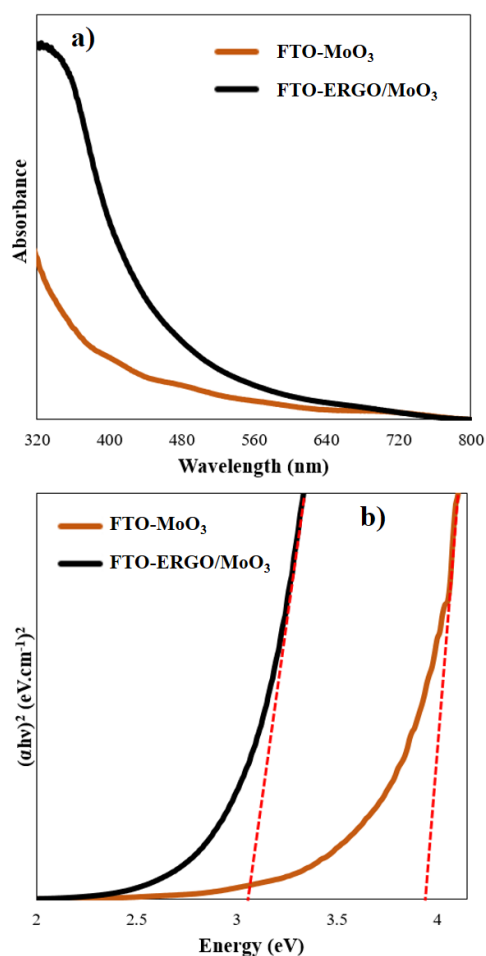 a)
FTO-MoO₃
FTO-ERGO/MoO₃
Absorbance
320 400 480 560 640 720 800
Wavelength (nm)
b)
FTO-MoO₃
FTO-ERGO/MoO₃
(αhν)² (eV.cm⁻¹)²
2 2.5 3 3.5 4
Energy (eV)